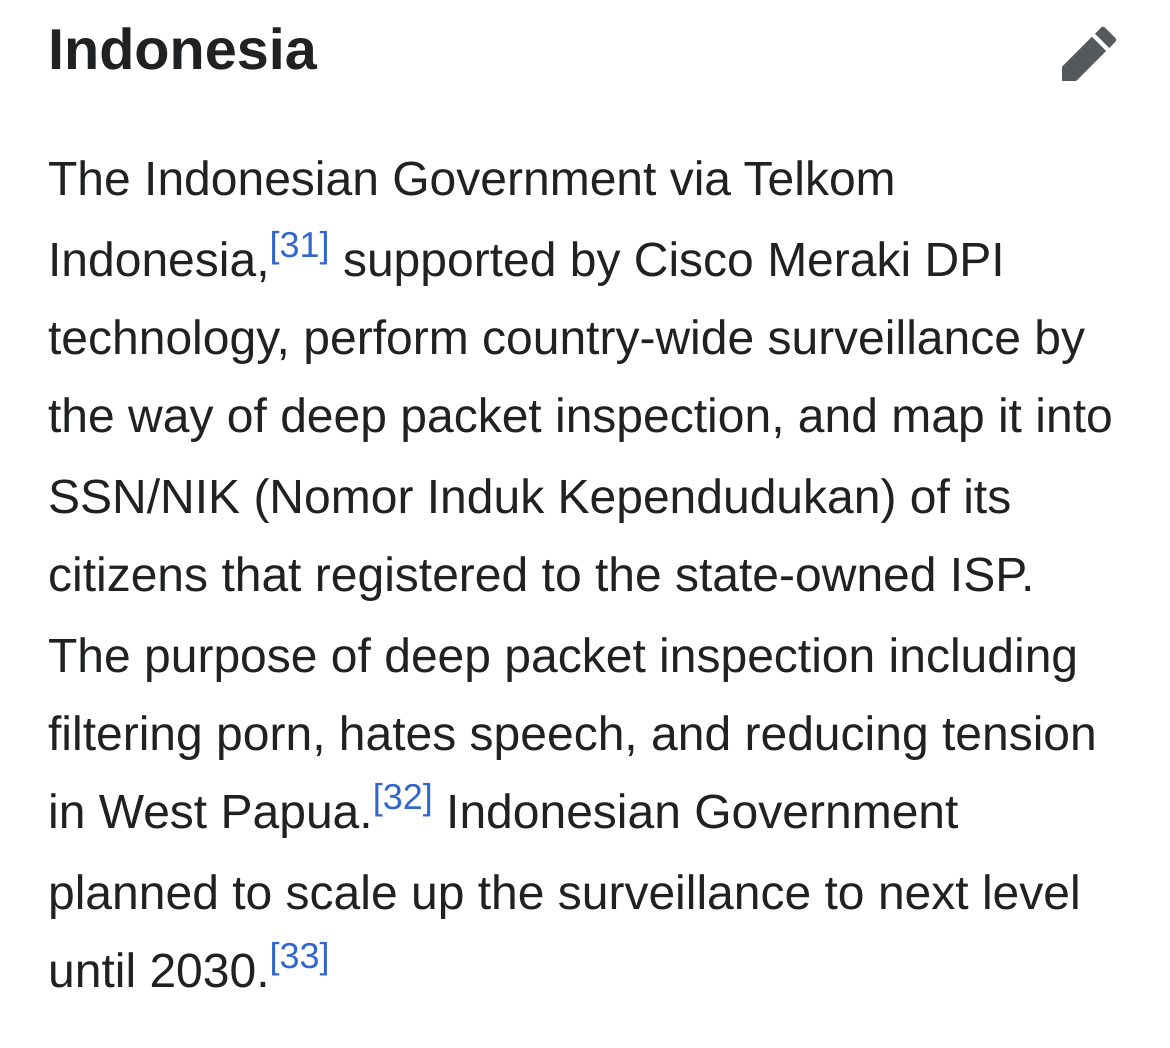 Indonesia
The Indonesian Government via Telkom
Indonesia,[31] supported by Cisco Meraki DPI
technology, perform country-wide surveillance by
the way of deep packet inspection, and map it into
SSN/NIK (Nomor Induk Kependudukan) of its
citizens that registered to the state-owned ISP.
The purpose of deep packet inspection including
filtering porn, hates speech, and reducing tension
in West Papua.[32] Indonesian Government
planned to scale up the surveillance to next level
until 2030.[33]